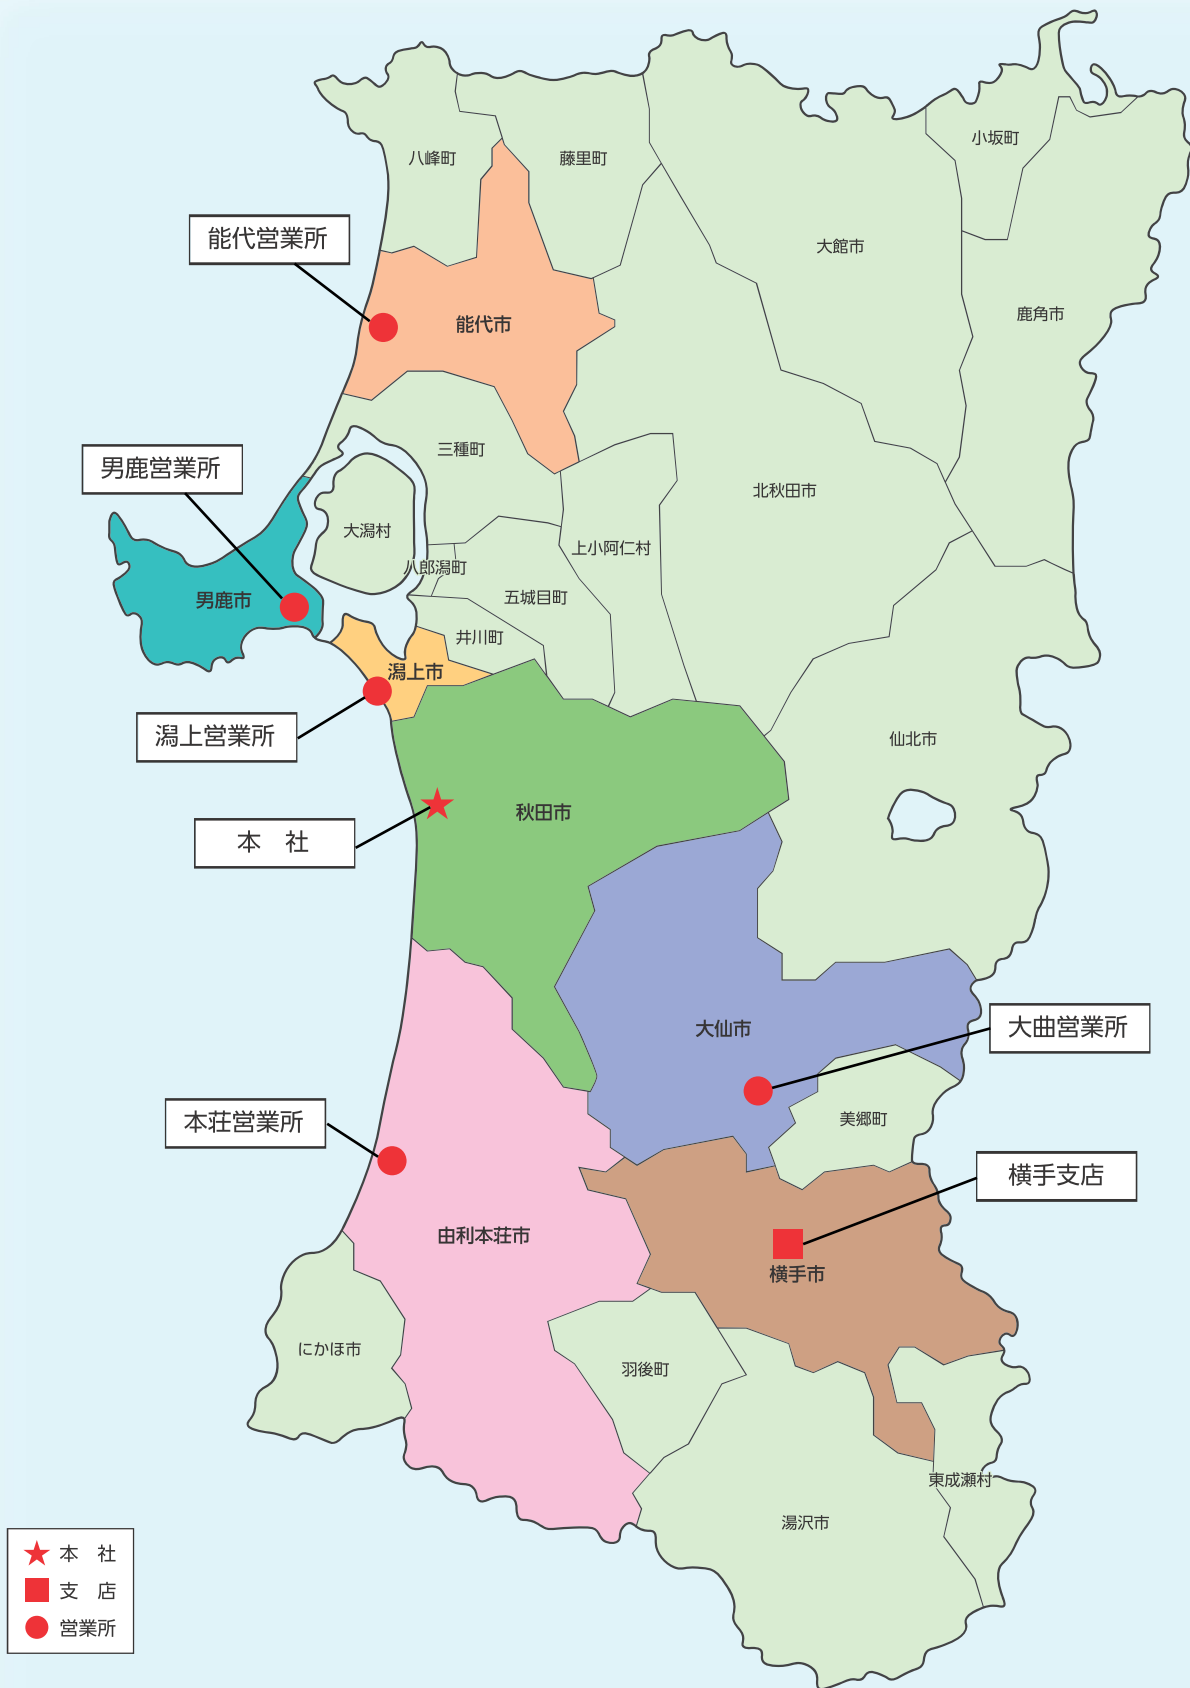 小坂町
八峰町
藤里町
能代営業所
大館市
鹿角市
能代市
三種町
男鹿営業所
北秋田市
大潟村
上小阿仁村
八郎潟町
男鹿市
五城目町
井川町
潟上市
潟上営業所
仙北市
秋田市
本　社
大仙市
大曲営業所
本荘営業所
美郷町
横手支店
由利本荘市
横手市
にかほ市
羽後町
東成瀬村
湯沢市
本　社
支　店
営業所